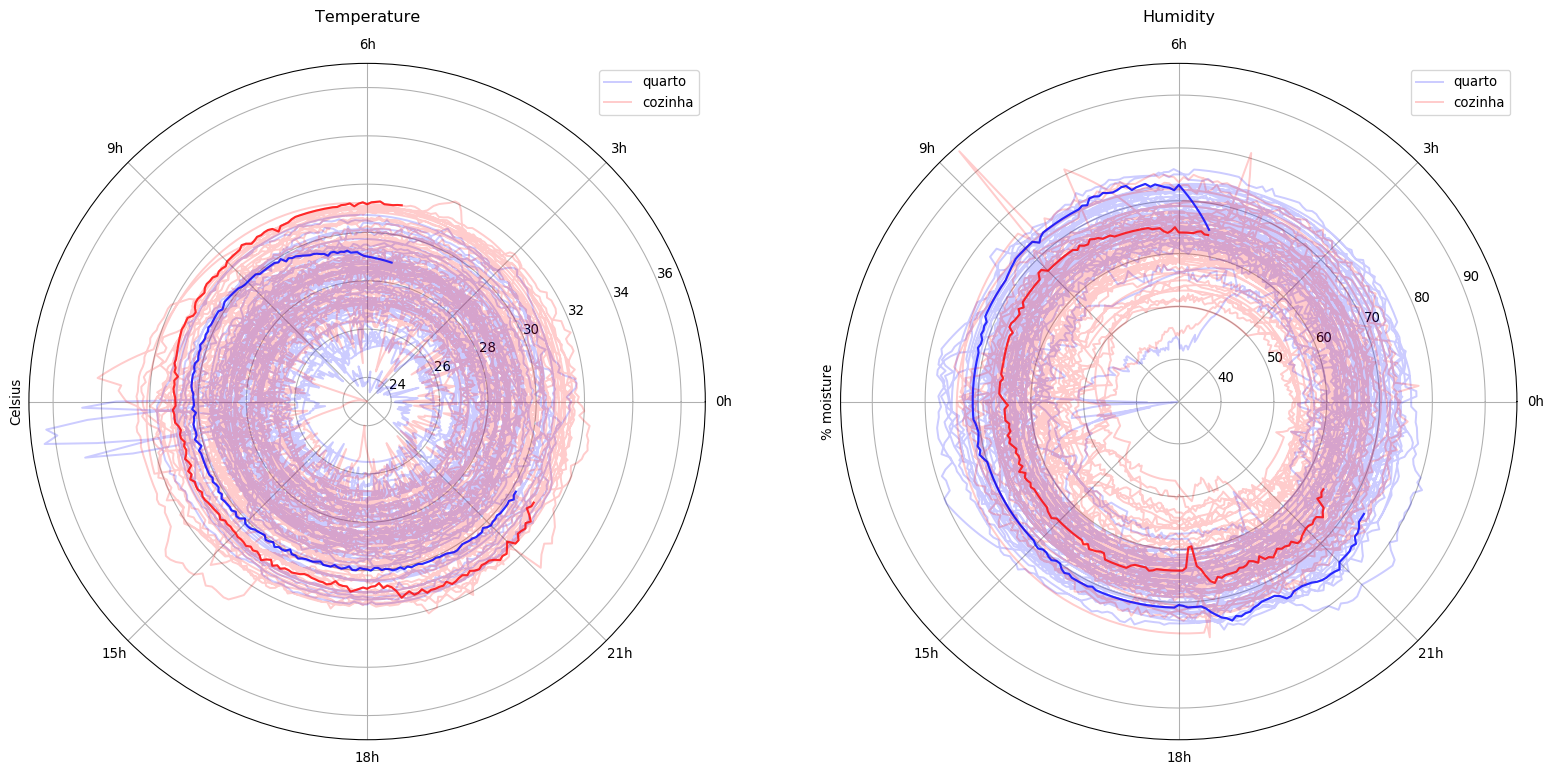 Temperature
6h
quarto
cozinha
9h
3h
36
34
32
30
28
26
24
0h
Celsius
15h
21h
18h
Humidity
6h
quarto
cozinha
9h
3h
90
80
70
60
50
40
0h
% moisture
15h
21h
18h